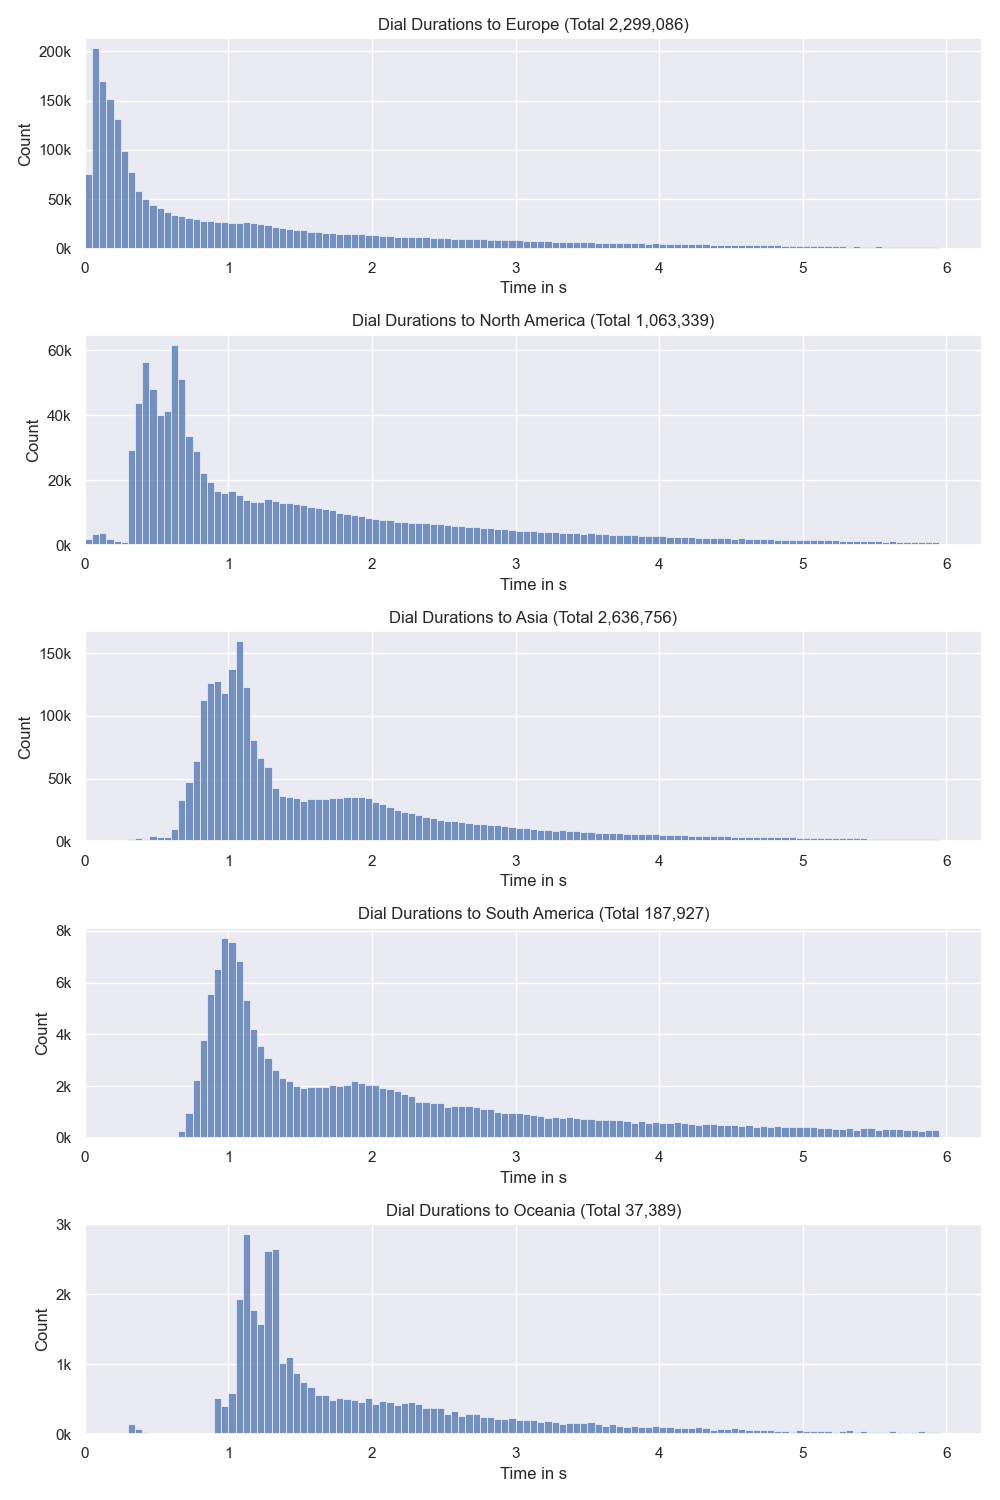 Dial Durations to Europe (Total 2,299,086)
200k
150k
100k
50k
0k
Count
0 1 2 3 4 5 6
Time in s
Dial Durations to North America (Total 1,063,339)
60k
40k
20k
0k
Count
0 1 2 3 4 5 6
Time in s
Dial Durations to Asia (Total 2,636,756)
150k
100k
50k
0k
Count
0 1 2 3 4 5 6
Time in s
Dial Durations to South America (Total 187,927)
8k
6k
4k
2k
0k
Count
0 1 2 3 4 5 6
Time in s
Dial Durations to Oceania (Total 37,389)
3k
2k
1k
0k
Count
0 1 2 3 4 5 6
Time in s